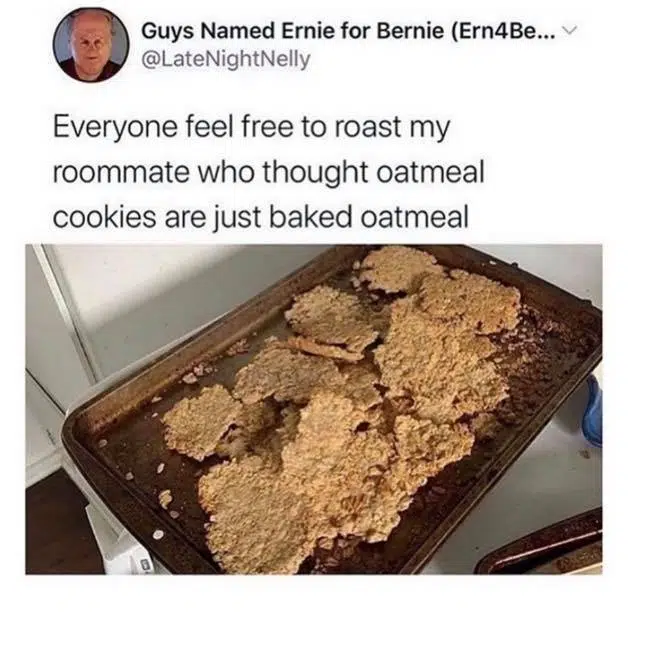 Guys Named Ernie for Bernie (Ern4Be...
@LateNightNelly
Everyone feel free to roast my
roommate who thought oatmeal
cookies are just baked oatmeal